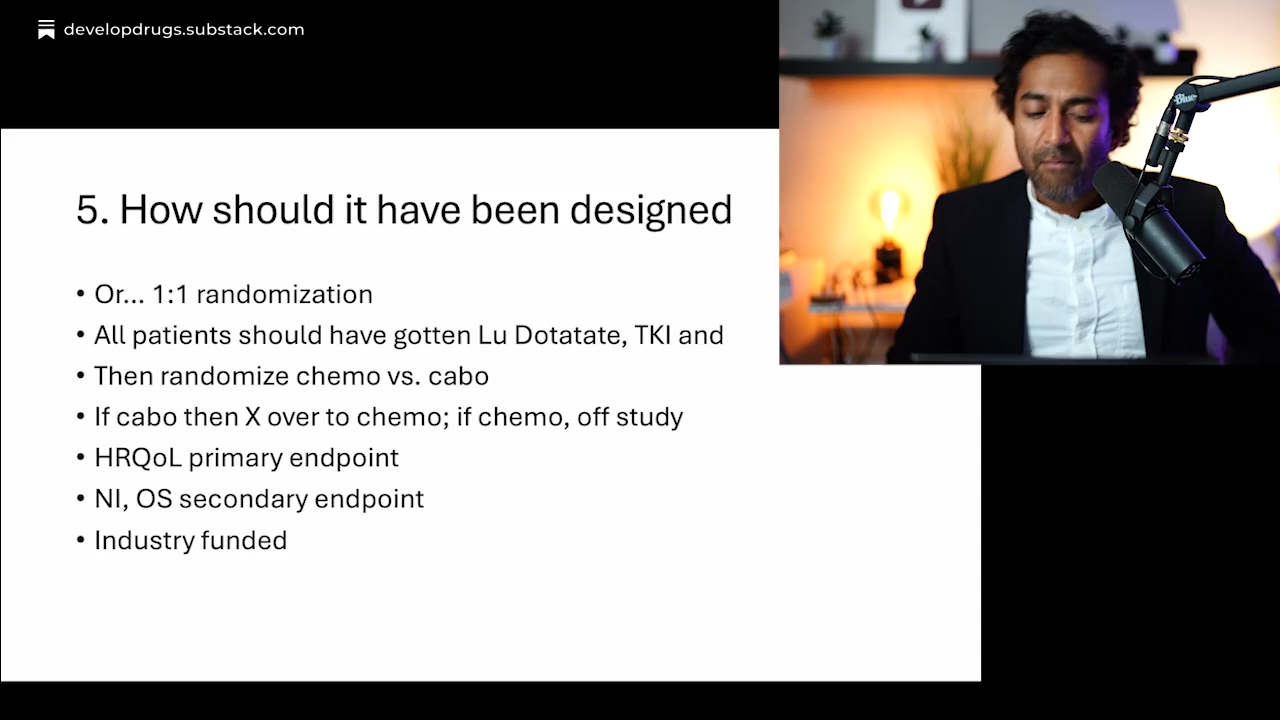 developdrugs.substack.com
5. How should it have been designed
• Or... 1:1 randomization
• All patients should have gotten Lu Dotatate, TKI and
• Then randomize chemo vs. cabo
• If cabo then X over to chemo; if chemo, off study
• HRQoL primary endpoint
• NI, OS secondary endpoint
• Industry funded
Blue